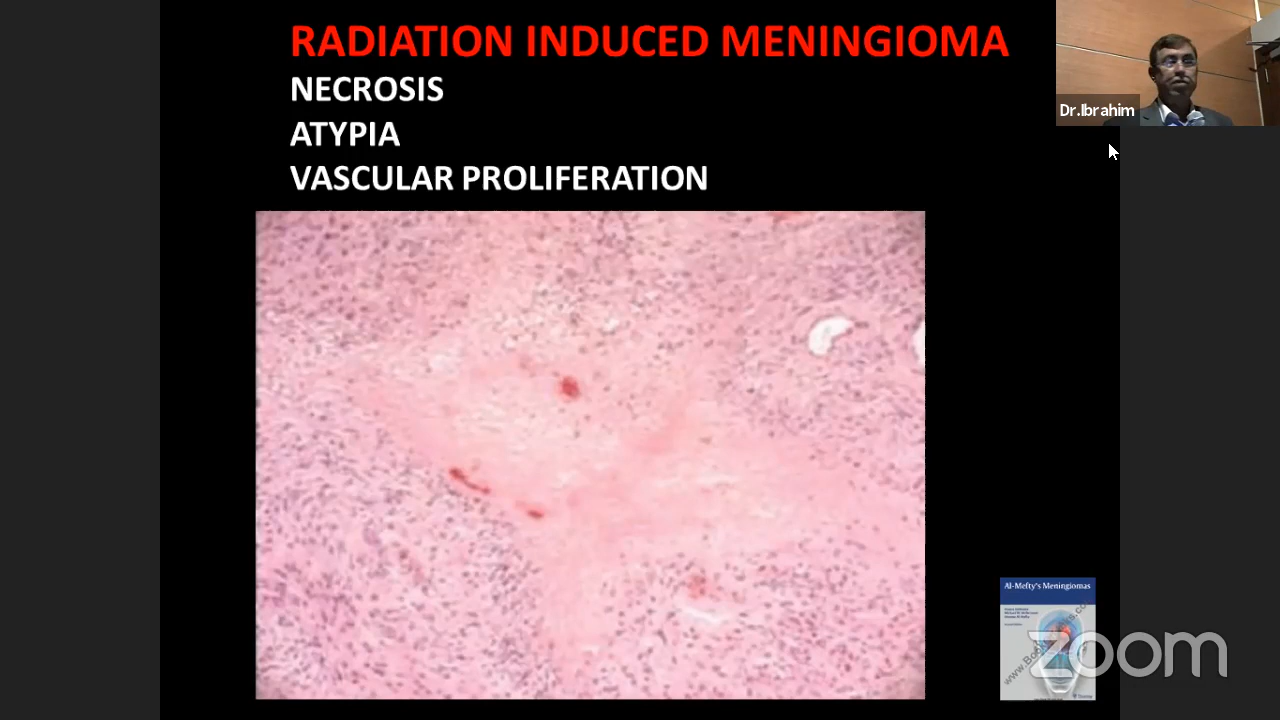 RADIATION INDUCED MENINGIOMA
NECROSIS
ATYPIA
VASCULAR PROLIFERATION
Dr.Ibrahim
Al-Mefty's Meningiomas
zoom